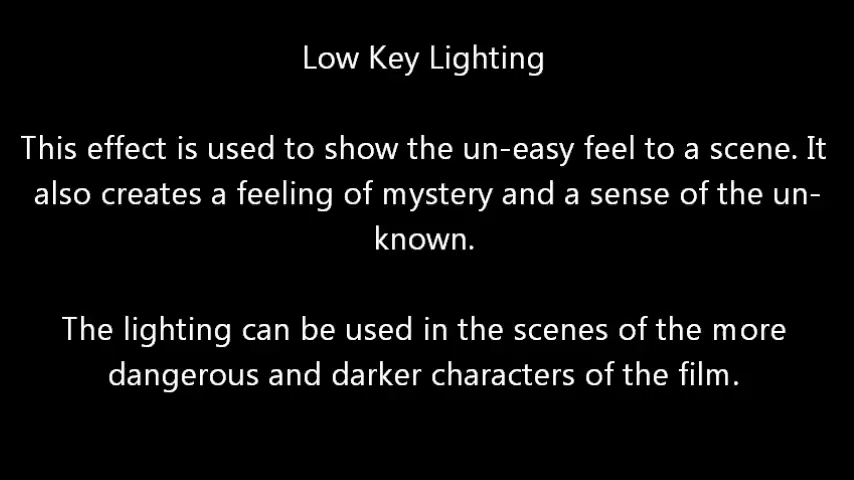 Low Key Lighting
This effect is used to show the un-easy feel to a scene. It
also creates a feeling of mystery and a sense of the un-
known.
The lighting can be used in the scenes of the more
dangerous and darker characters of the film.